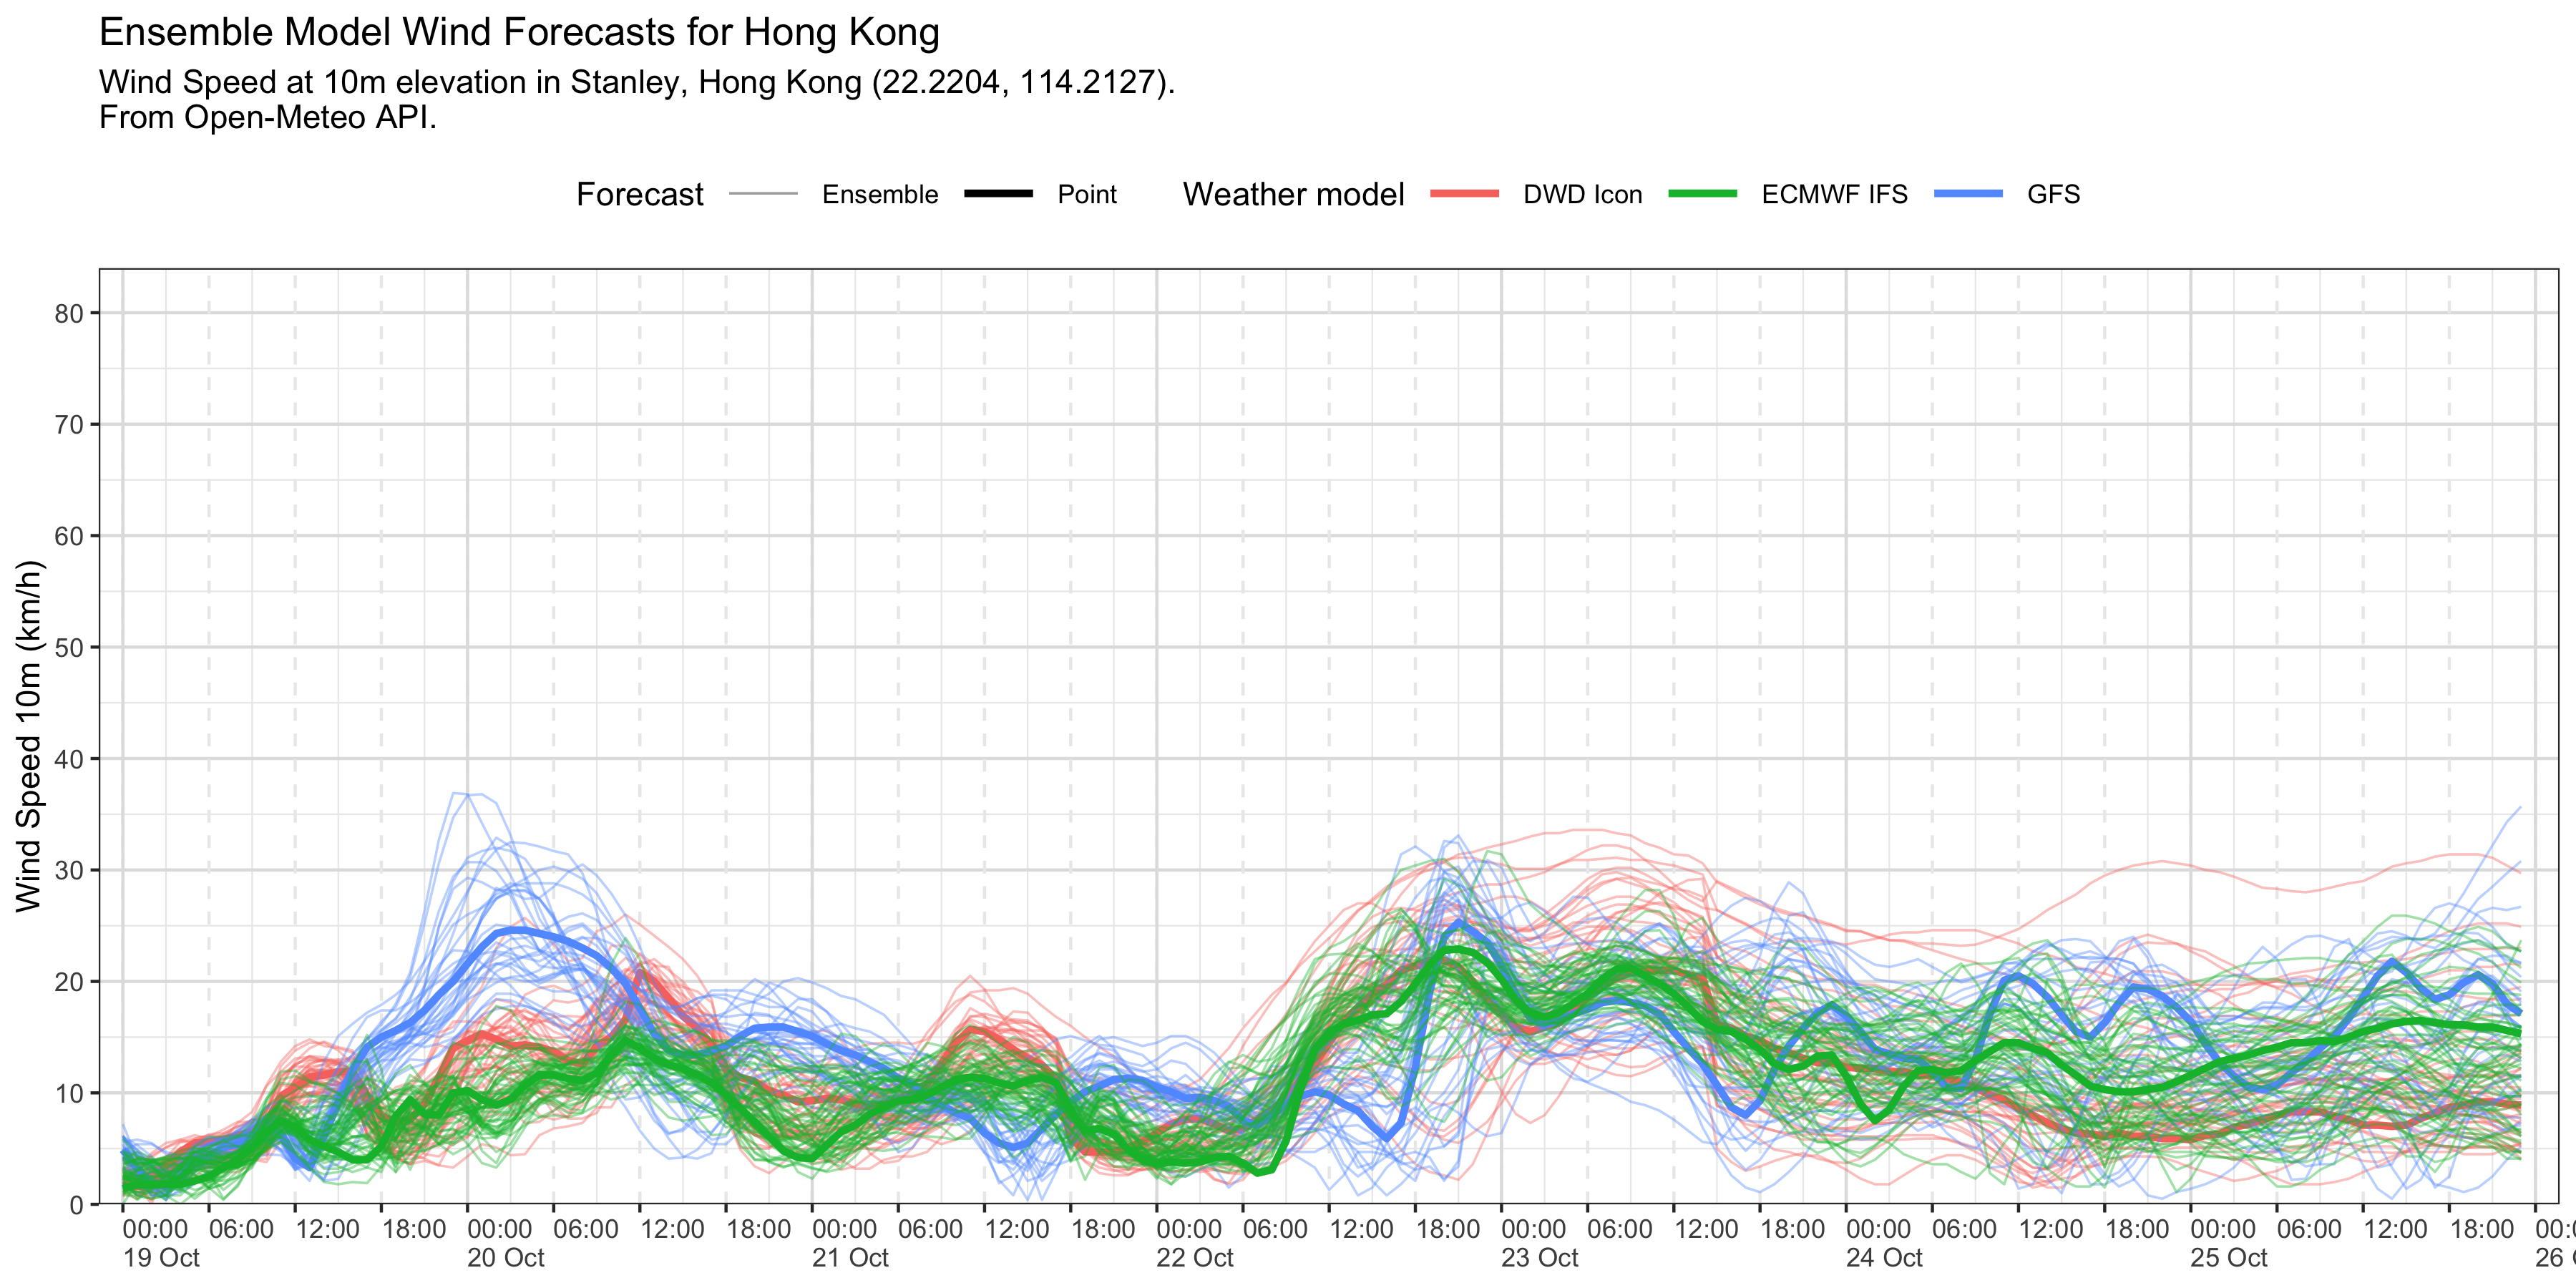 Ensemble Model Wind Forecasts for Hong Kong
Wind Speed at 10m elevation in Stanley, Hong Kong (22.2204, 114.2127).
From Open-Meteo API.
Forecast Ensemble Point Weather model DWD Icon ECMWF IFS GFS
Wind Speed 10m (km/h)
80
70
60
50
40
30
20
10
0
00:00 06:00 12:00 18:00 00:00 06:00 12:00 18:00 00:00 06:00 12:00 18:00 00:00 06:00 12:00 18:00 00:00 06:00 12:00 18:00 00:00 06:00 12:00 18:00 00:00 06:00 12:00 18:00
19 Oct 20 Oct 21 Oct 22 Oct 23 Oct 24 Oct 25 Oct 26